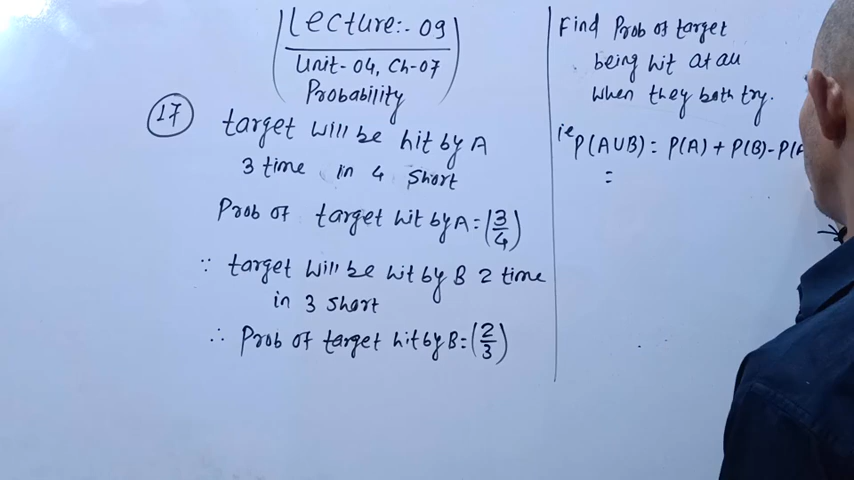 Lecture:- 09
Unit-04, Ch-07
Probability
17
target will be hit by A
3 time in 4 short
Prob of target hit by A = (3/4)
∵ target will be hit by B 2 time
in 3 short
∴ Prob of target hit by B = (2/3)
Find Prob of target
being hit at all
when they both try.
ie P(AUB) = P(A) + P(B) - P(A
=